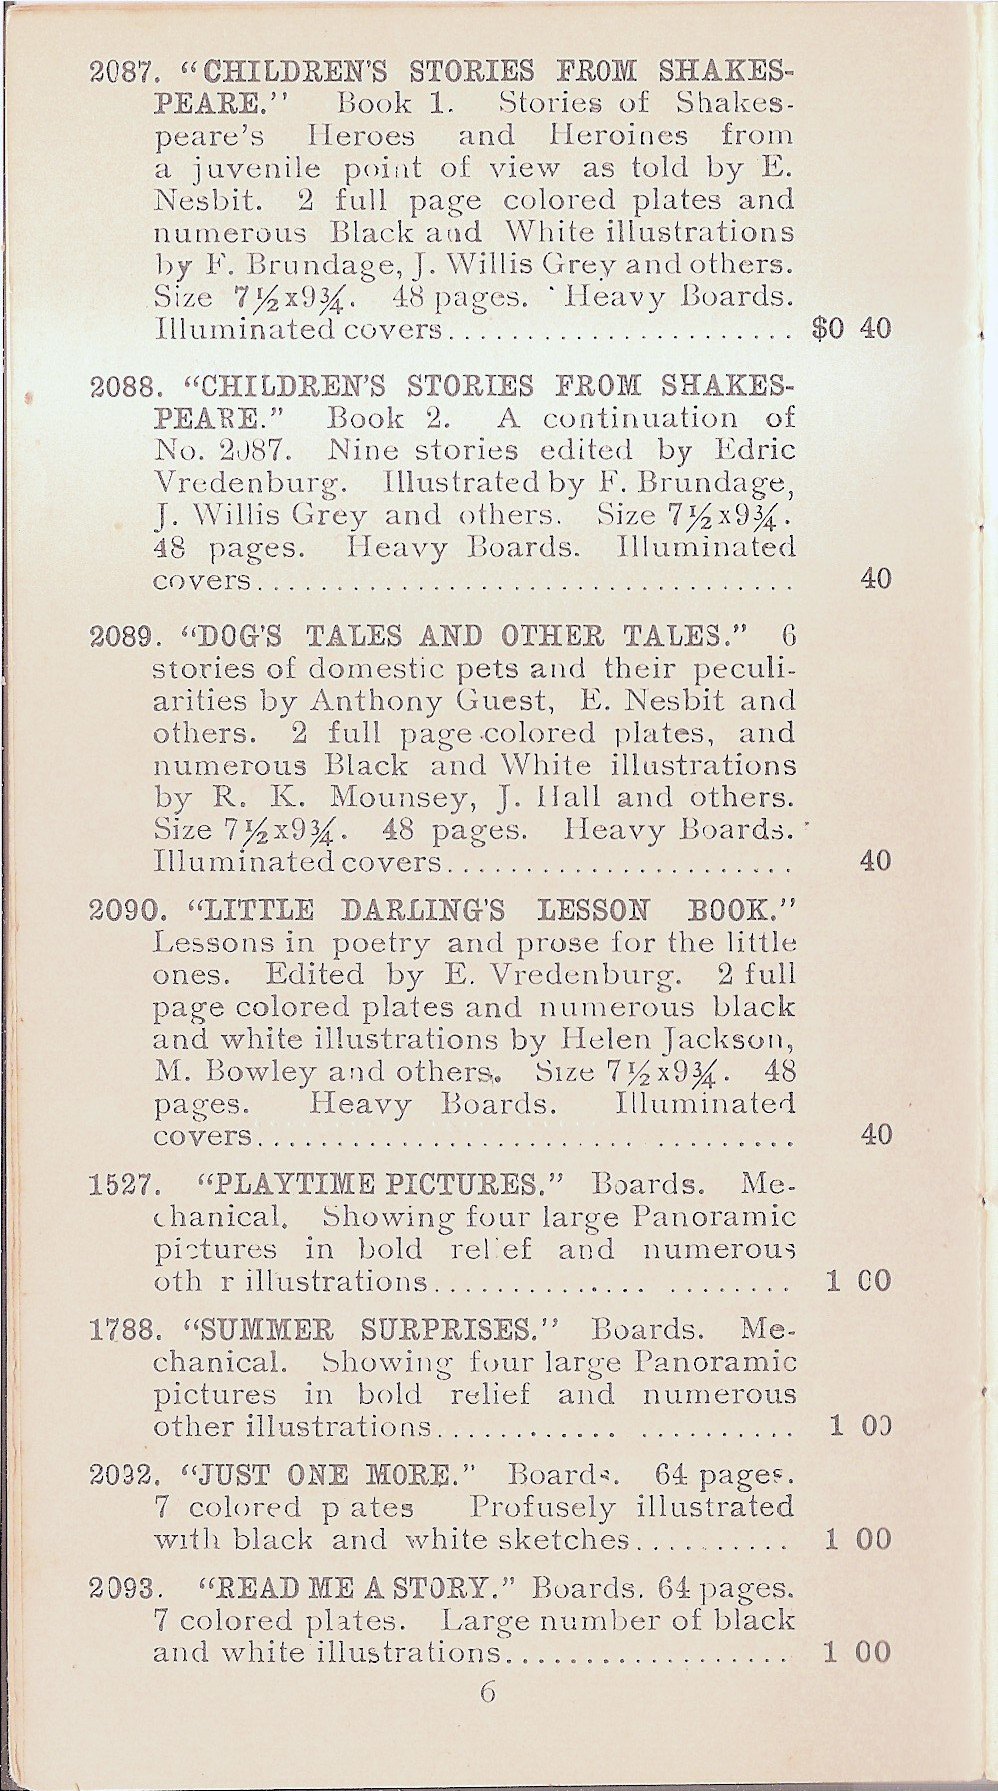 2087. "CHILDREN'S STORIES FROM SHAKES-
PEARE." Book 1. Stories of Shakes-
peare's Heroes and Heroines from
a juvenile point of view as told by E.
Nesbit. 2 full page colored plates and
numerous Black and White illustrations
by F. Brundage, J. Willis Grey and others.
Size 7½x9¾. 48 pages. Heavy Boards.
Illuminated covers....................... $0 40
2088. "CHILDREN'S STORIES FROM SHAKES-
PEARE." Book 2. A continuation of
No. 2087. Nine stories edited by Edric
Vredenburg. Illustrated by F. Brundage,
J. Willis Grey and others. Size 7½x9¾.
48 pages. Heavy Boards. Illuminated
covers................................... 40
2089. "DOG'S TALES AND OTHER TALES." 6
stories of domestic pets and their peculi-
arities by Anthony Guest, E. Nesbit and
others. 2 full page colored plates, and
numerous Black and White illustrations
by R. K. Mounsey, J. Hall and others.
Size 7½x9¾. 48 pages. Heavy Boards.
Illuminated covers....................... 40
2090. "LITTLE DARLING'S LESSON BOOK."
Lessons in poetry and prose for the little
ones. Edited by E. Vredenburg. 2 full
page colored plates and numerous black
and white illustrations by Helen Jackson,
M. Bowley and others. Size 7½x9¾. 48
pages. Heavy Boards. Illuminated
covers................................... 40
1527. "PLAYTIME PICTURES." Boards. Me-
chanical. Showing four large Panoramic
pictures in bold relief and numerous
oth r illustrations....................... 1 00
1788. "SUMMER SURPRISES." Boards. Me-
chanical. Showing four large Panoramic
pictures in bold relief and numerous
other illustrations....................... 1 00
2092. "JUST ONE MORE." Boards. 64 pages.
7 colored p ates Profusely illustrated
with black and white sketches.......... 1 00
2093. "READ ME A STORY." Boards. 64 pages.
7 colored plates. Large number of black
and white illustrations................... 1 00
6